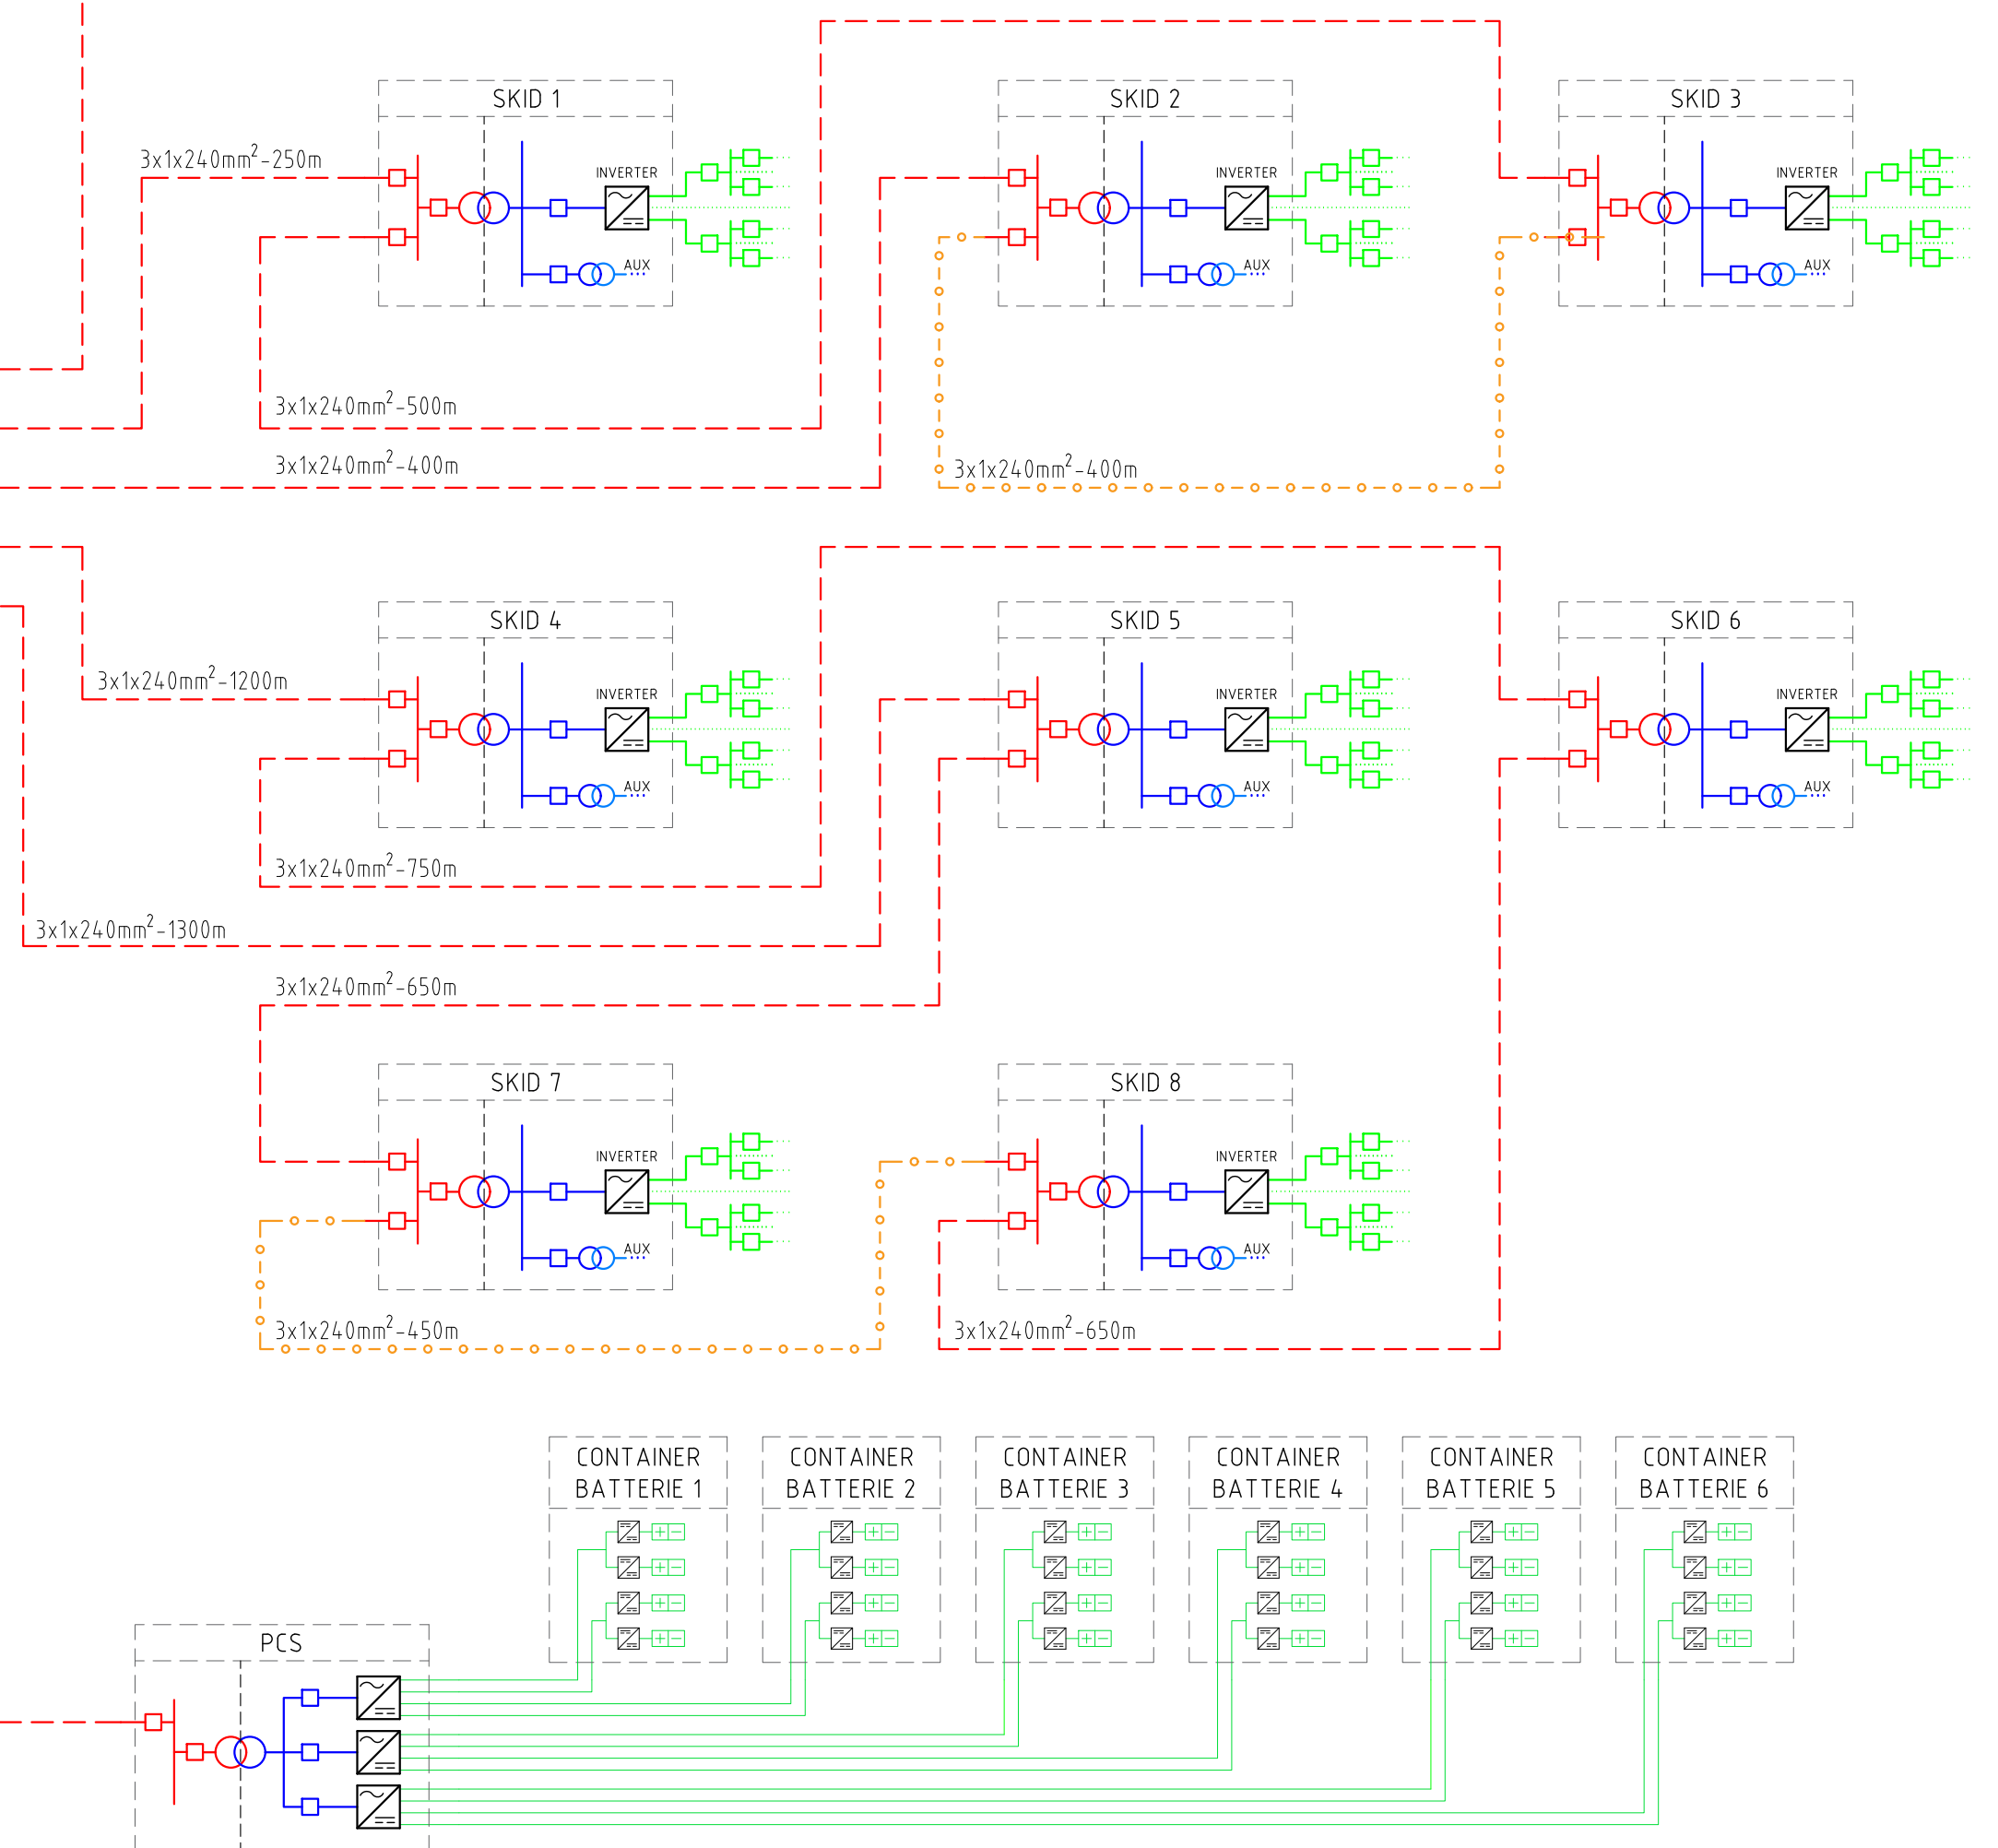 SKID 1
SKID 2
SKID 3
3x1x240mm²-250m
INVERTER
INVERTER
INVERTER
AUX
AUX
AUX
3x1x240mm²-500m
3x1x240mm²-400m
3x1x240mm²-400m
SKID 4
SKID 5
SKID 6
3x1x240mm²-1200m
INVERTER
INVERTER
INVERTER
AUX
AUX
AUX
3x1x240mm²-750m
3x1x240mm²-1300m
3x1x240mm²-650m
SKID 7
SKID 8
INVERTER
INVERTER
AUX
AUX
3x1x240mm²-450m
3x1x240mm²-650m
CONTAINER
BATTERIE 1
CONTAINER
BATTERIE 2
CONTAINER
BATTERIE 3
CONTAINER
BATTERIE 4
CONTAINER
BATTERIE 5
CONTAINER
BATTERIE 6
PCS